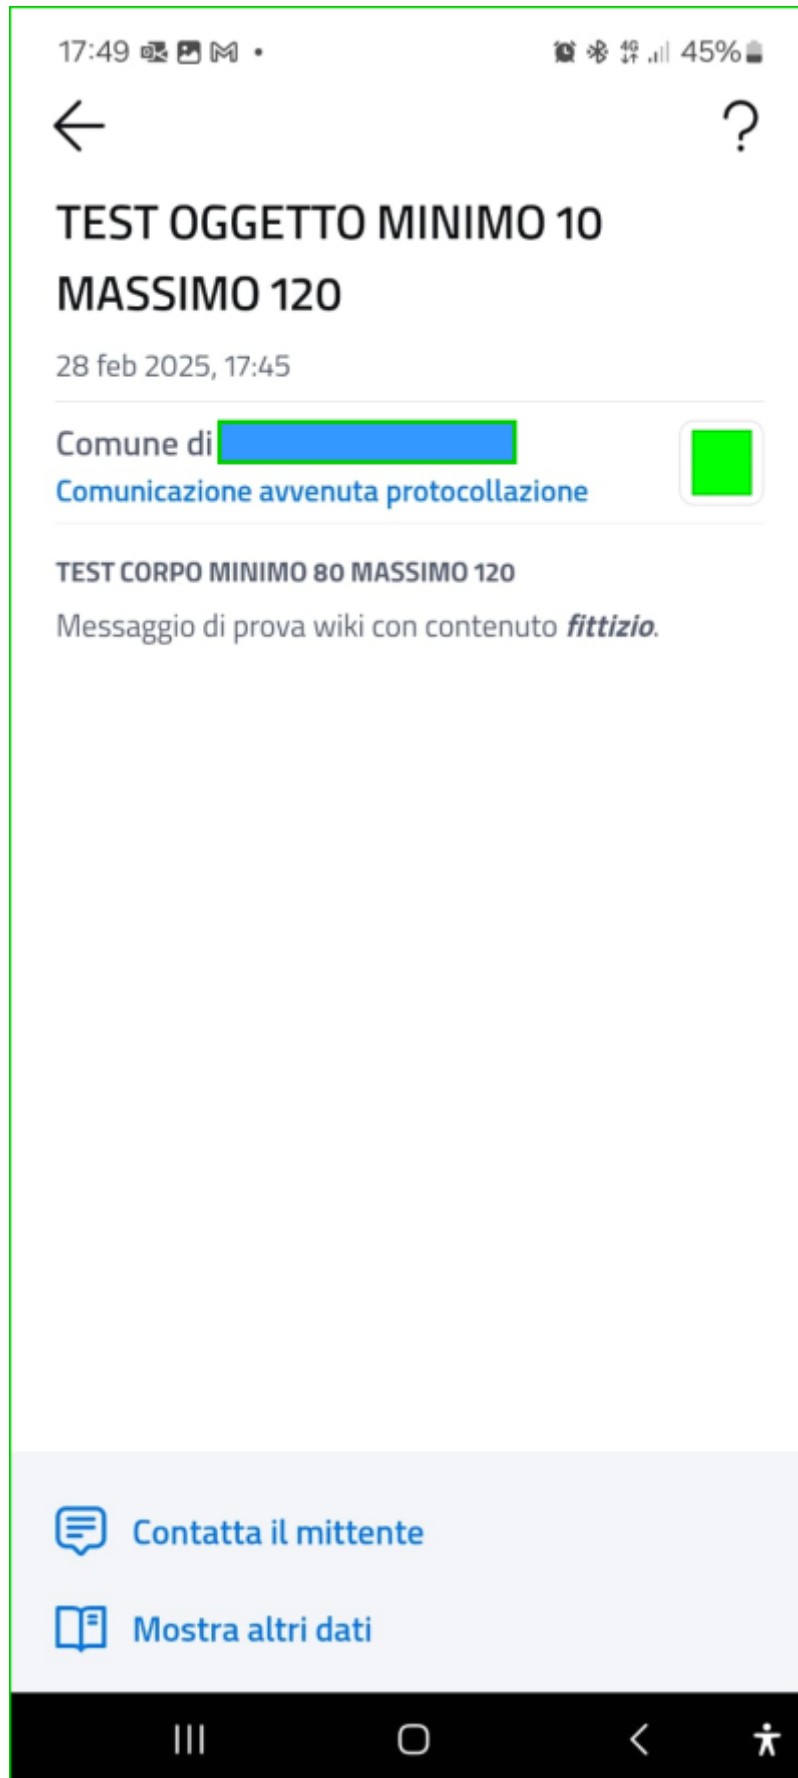 17:49
4G 45%
?
TEST OGGETTO MINIMO 10
MASSIMO 120
28 feb 2025, 17:45
Comune di
Comunicazione avvenuta protocollazione
TEST CORPO MINIMO 80 MASSIMO 120
Messaggio di prova wiki con contenuto fittizio.
Contatta il mittente
Mostra altri dati